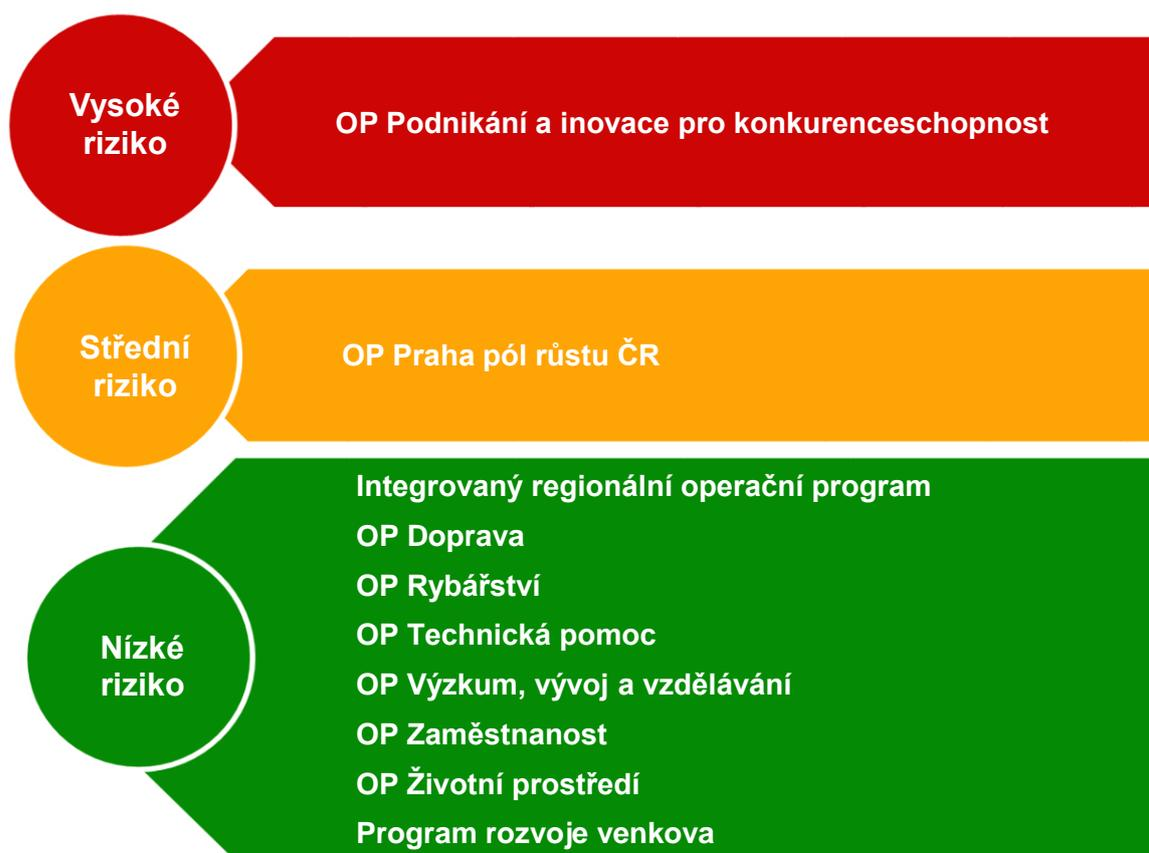 Vysoké
riziko
OP Podnikání a inovace pro konkurenceschopnost
Střední
riziko
OP Praha pól růstu ČR
Nízké
riziko
Integrovaný regionální operační program
OP Doprava
OP Rybářství
OP Technická pomoc
OP Výzkum, vývoj a vzdělávání
OP Zaměstnanost
OP Životní prostředí
Program rozvoje venkova